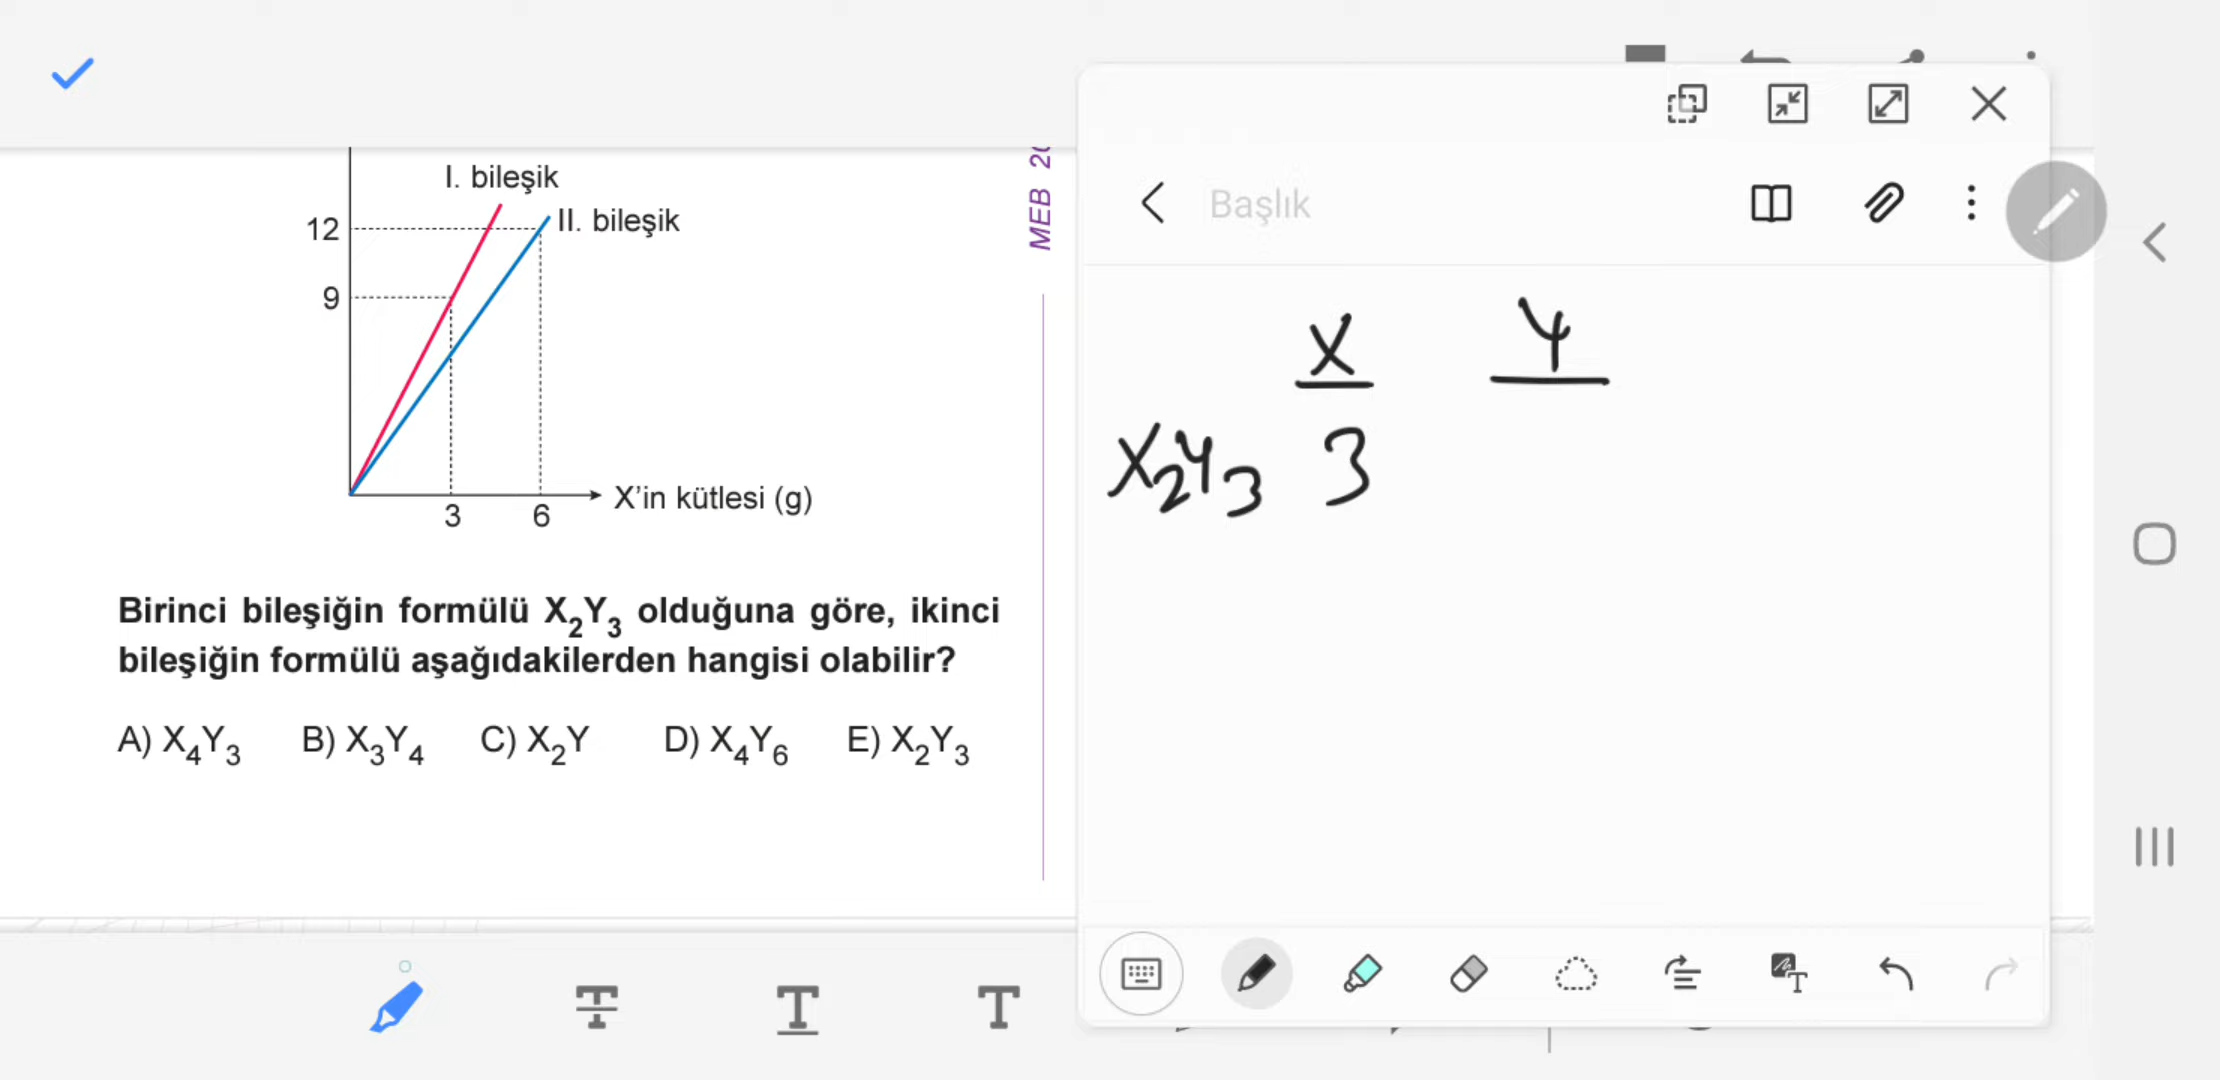 I. bileşik
II. bileşik
12
9
3
6
X'in kütlesi (g)
MEB 20
Birinci bileşiğin formülü X₂Y₃ olduğuna göre, ikinci
bileşiğin formülü aşağıdakilerden hangisi olabilir?
A) X₄Y₃ B) X₃Y₄ C) X₂Y D) X₄Y₆ E) X₂Y₃
Başlık
X Y
X₂Y₃ 3
T T T
T